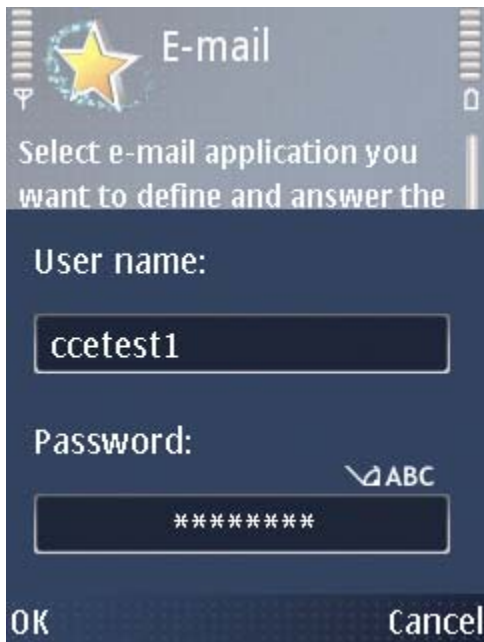 E-mail
Select e-mail application you
want to define and answer the
User name:
ccetest1
Password:
ABC
********
OK Cancel